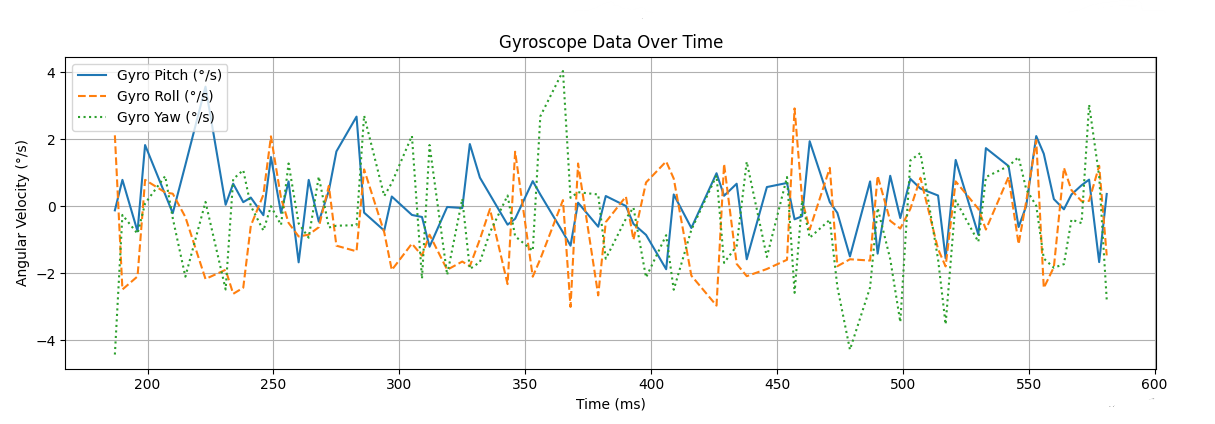 Gyroscope Data Over Time
Gyro Pitch (°/s)
Gyro Roll (°/s)
Gyro Yaw (°/s)
Angular Velocity (°/s)
4
2
0
−2
−4
200
250
300
350
400
450
500
550
600
Time (ms)